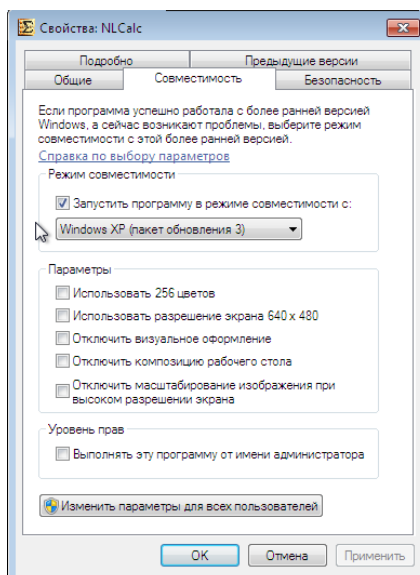 Свойства: NLCalc
Подробно
Предыдущие версии
Общие
Совместимость
Безопасность
Если программа успешно работала с более ранней версией
Windows, а сейчас возникают проблемы, выберите режим
совместимости с этой более ранней версией.
Справка по выбору параметров
Режим совместимости
Запустить программу в режиме совместимости с:
Windows XP (пакет обновления 3)
Параметры
Использовать 256 цветов
Использовать разрешение экрана 640 x 480
Отключить визуальное оформление
Отключить композицию рабочего стола
Отключить масштабирование изображения при
высоком разрешении экрана
Уровень прав
Выполнять эту программу от имени администратора
Изменить параметры для всех пользователей
OK
Отмена
Применить